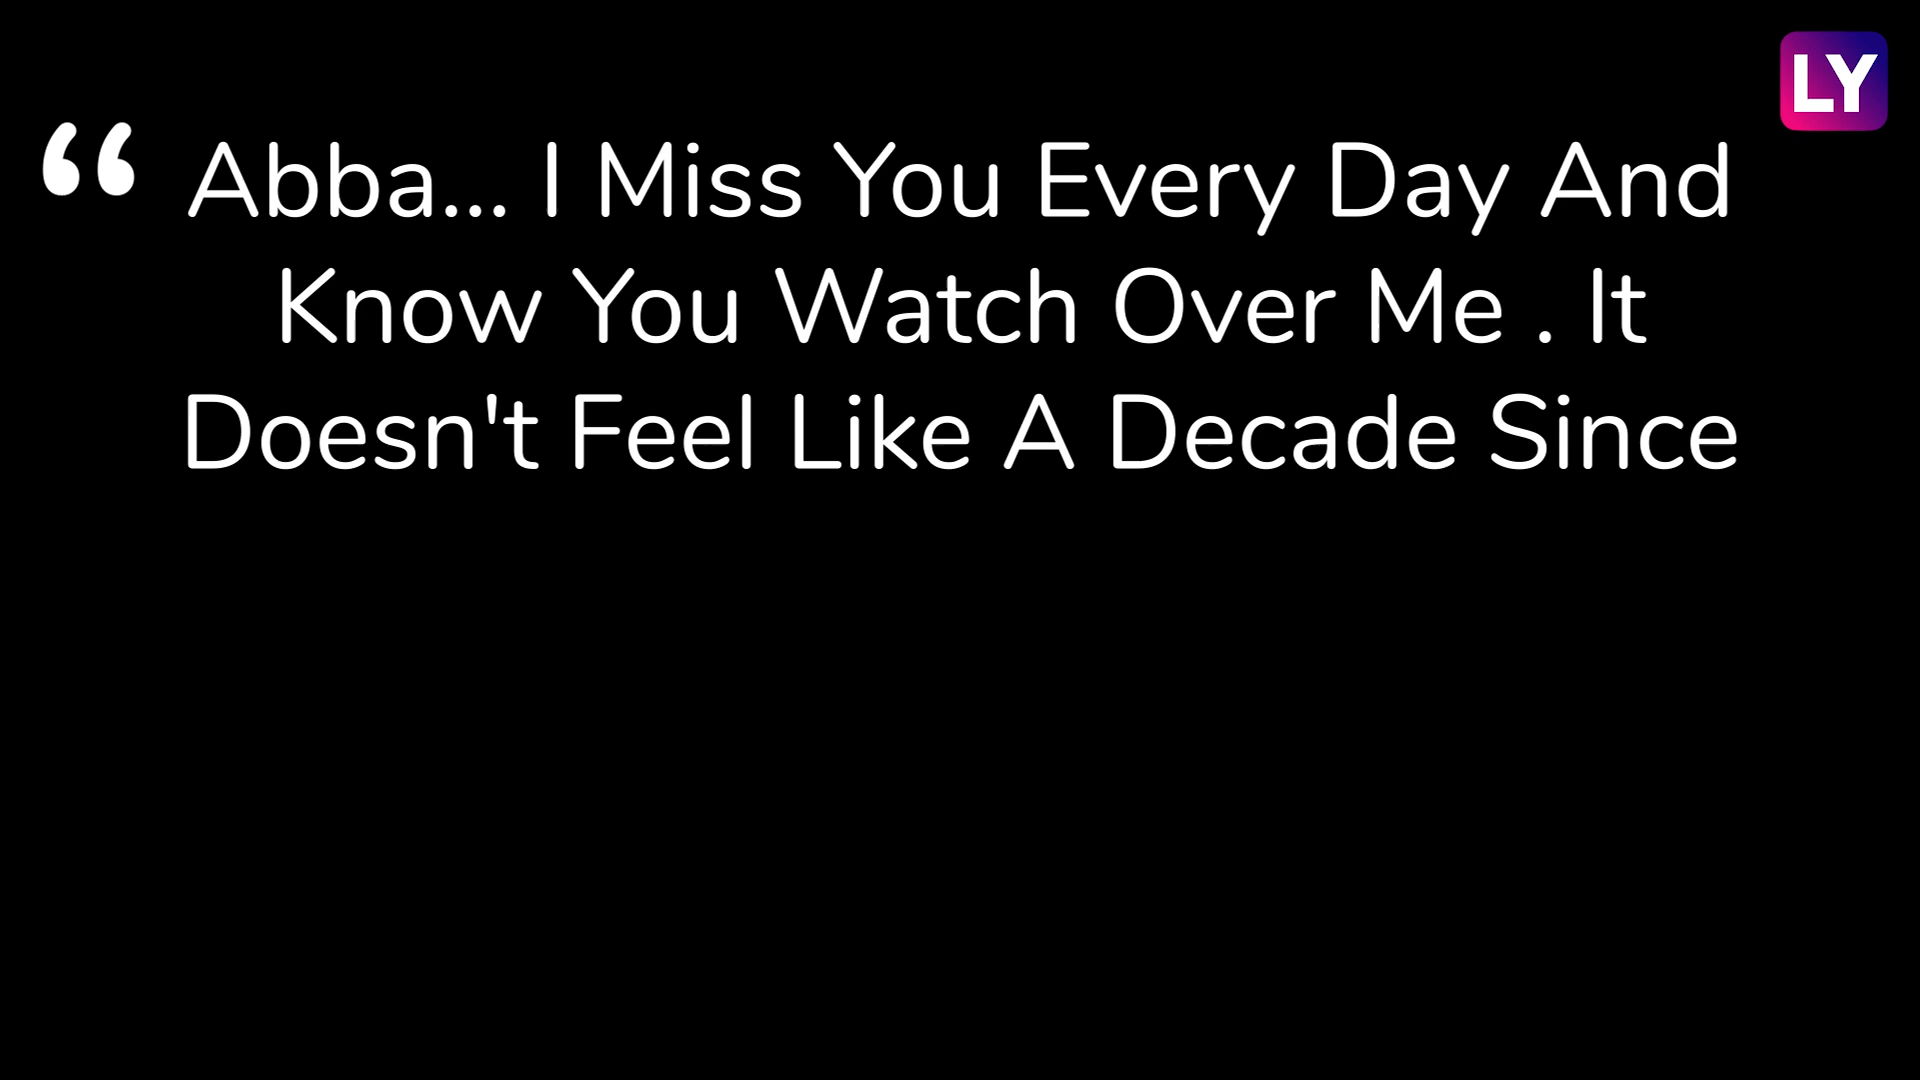 LY
“ Abba... I Miss You Every Day And
Know You Watch Over Me . It
Doesn't Feel Like A Decade Since